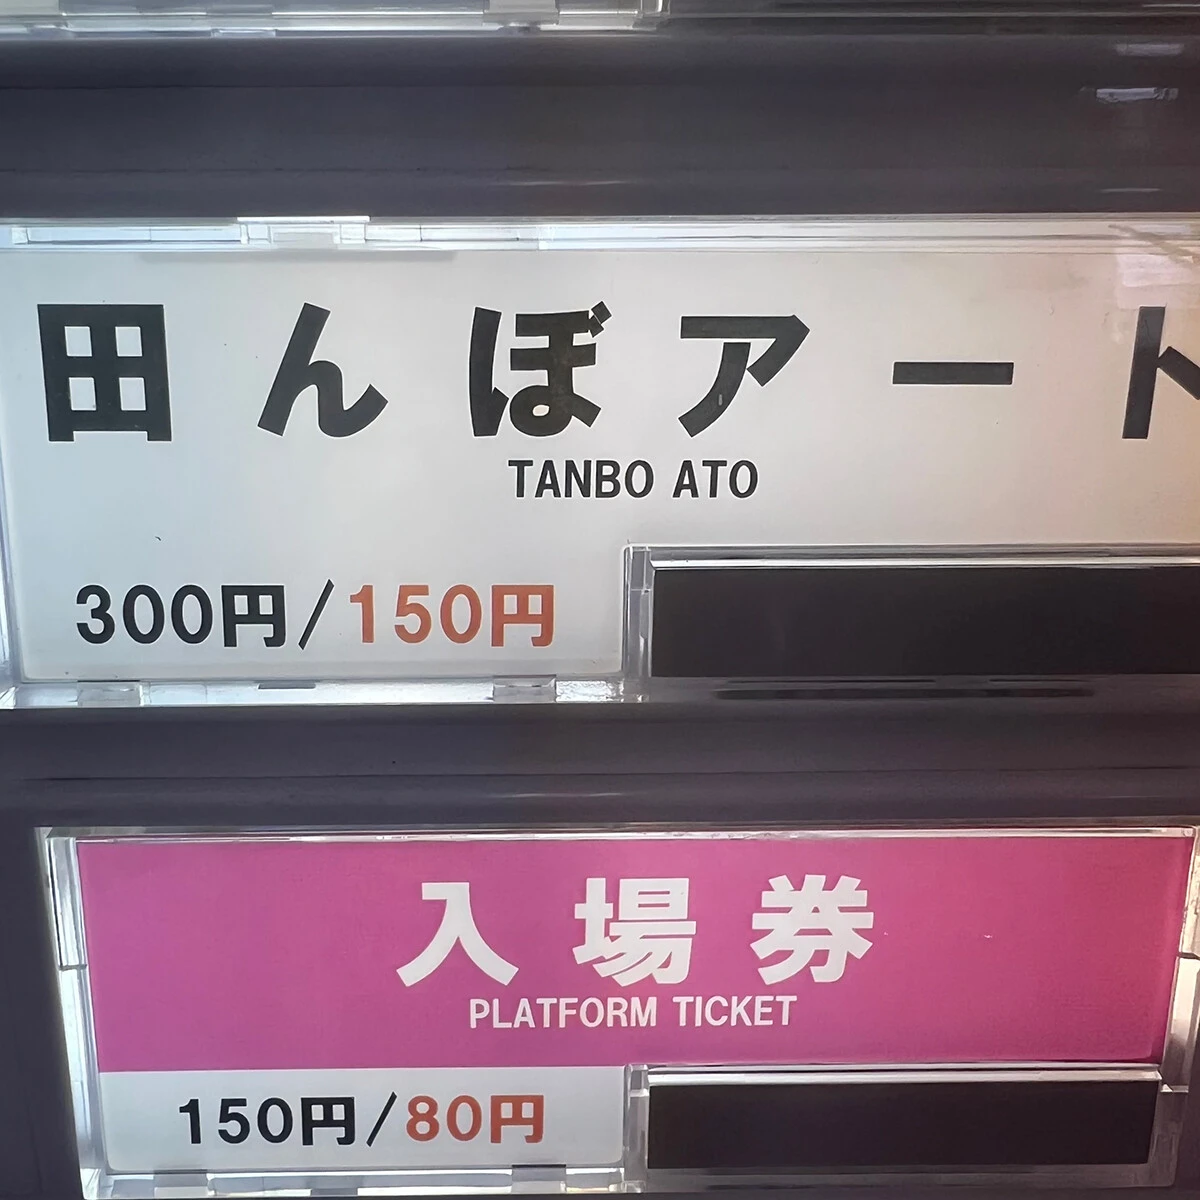 田んぼアート
TANBO ATO
300円/150円
入場券
PLATFORM TICKET
150円/80円